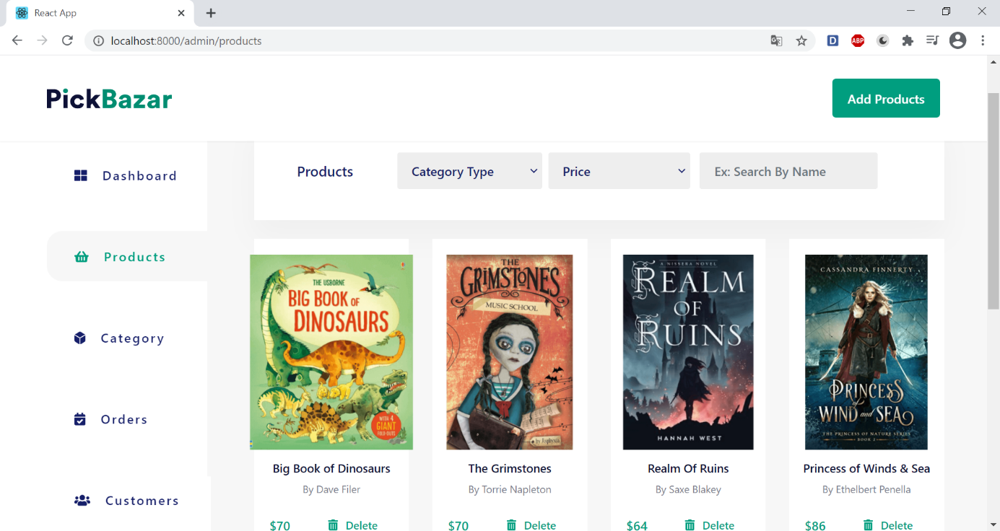 React App
localhost:8000/admin/products
D
ABP
PickBazar
Add Products
Dashboard
Products
Category
Orders
Customers
Products
Category Type
Price
Ex: Search By Name
THE USBORNE
BIG BOOK OF
DINOSAURS
WITH 4
GIANT
FOLD-OUTS
Big Book of Dinosaurs
By Dave Filer
$70
Delete
THE
GRIMSTONES
MUSIC SCHOOL
by Asphyxia
The Grimstones
By Torrie Napleton
$70
Delete
A NISSERA NOVEL
REALM
OF
RUINS
HANNAH WEST
Realm Of Ruins
By Saxe Blakey
$64
Delete
CASSANDRA FINNERTY
PRINCESS
OF
WIND and SEA
THE PRINCESS OF NATURE SERIES
BOOK 2
Princess of Winds & Sea
By Ethelbert Penella
$86
Delete